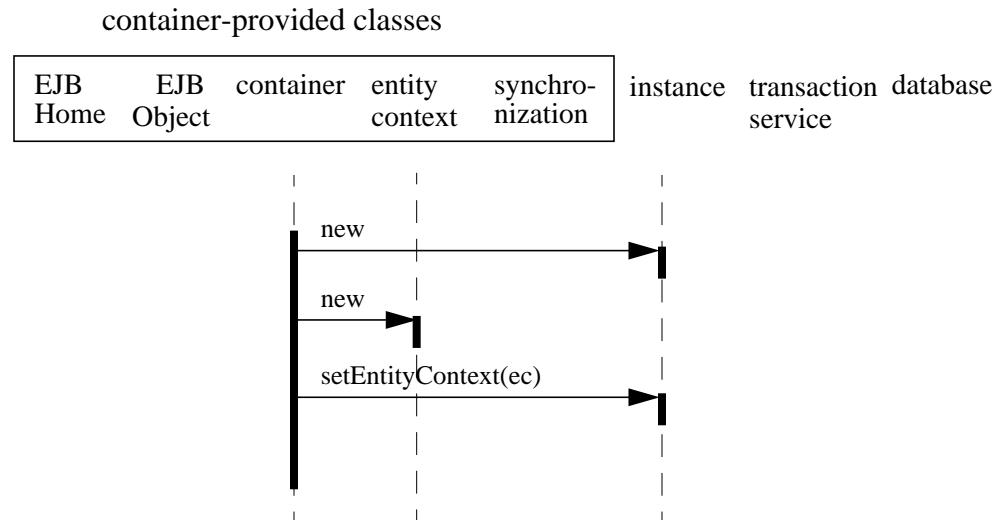 container-provided classes
EJB Home
EJB Object
container
entity context
synchro-
nization
instance
transaction service
database
new
new
setEntityContext(ec)